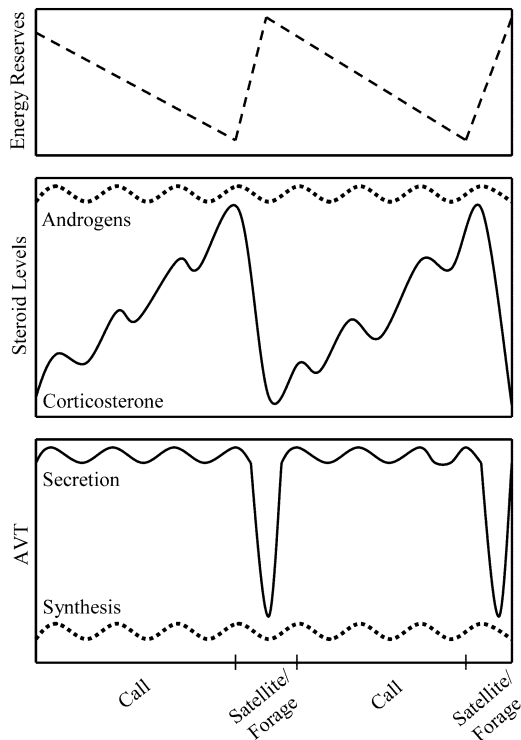 Energy Reserves
Androgens
Steroid Levels
Corticosterone
Secretion
AVT
Synthesis
Call
Satellite/
Forage
Call
Satellite/
Forage